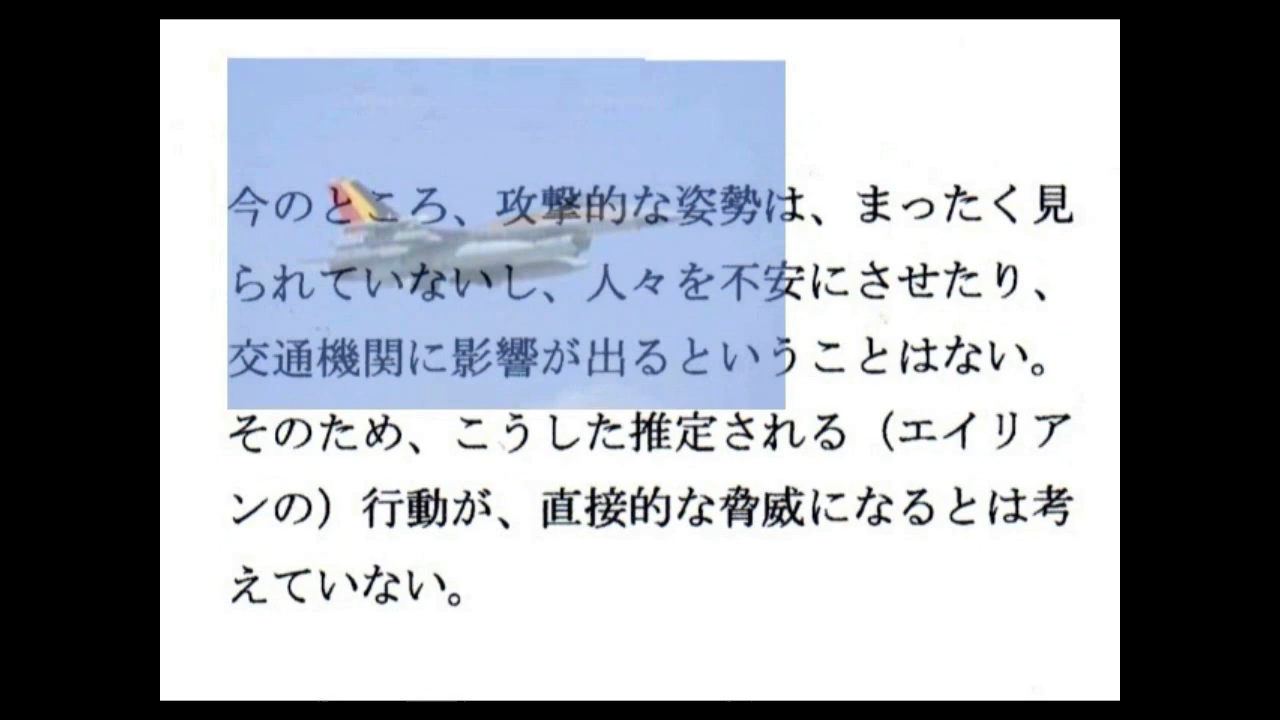 今のところ、攻撃的な姿勢は、まったく見
られていないし、人々を不安にさせたり、
交通機関に影響が出るということはない。
そのため、こうした推定される（エイリア
ンの）行動が、直接的な脅威になるとは考
えていない。